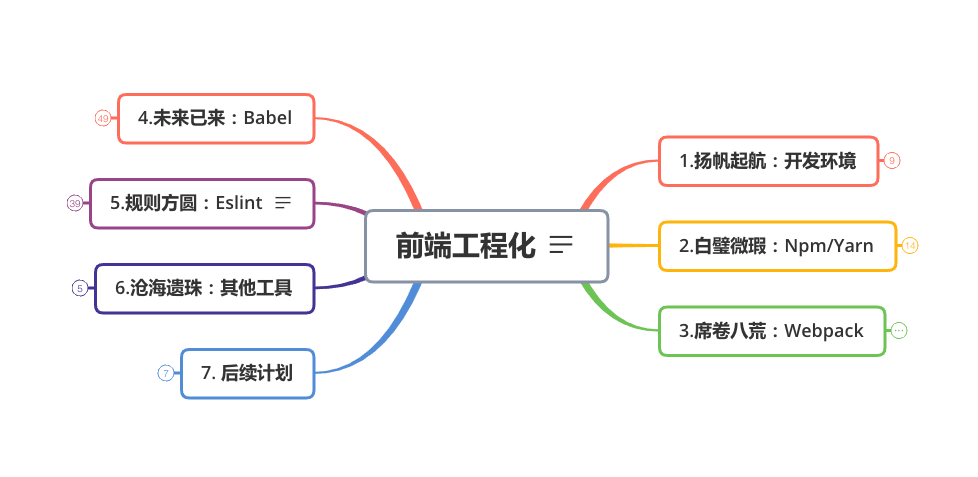 前端工程化
1.扬帆起航：开发环境
9
2.白璧微瑕：Npm/Yarn
14
3.席卷八荒：Webpack
...
4.未来已来：Babel
49
5.规则方圆：Eslint
39
6.沧海遗珠：其他工具
5
7. 后续计划
7